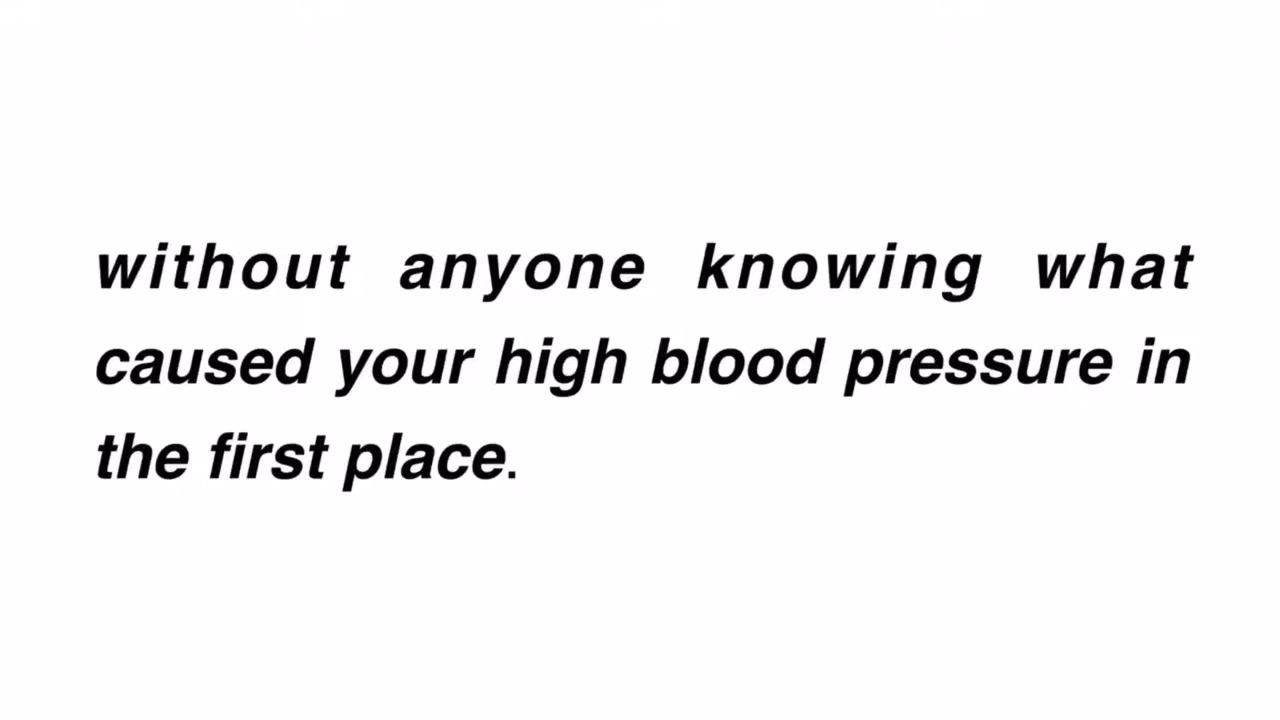 without anyone knowing what
caused your high blood pressure in
the first place.